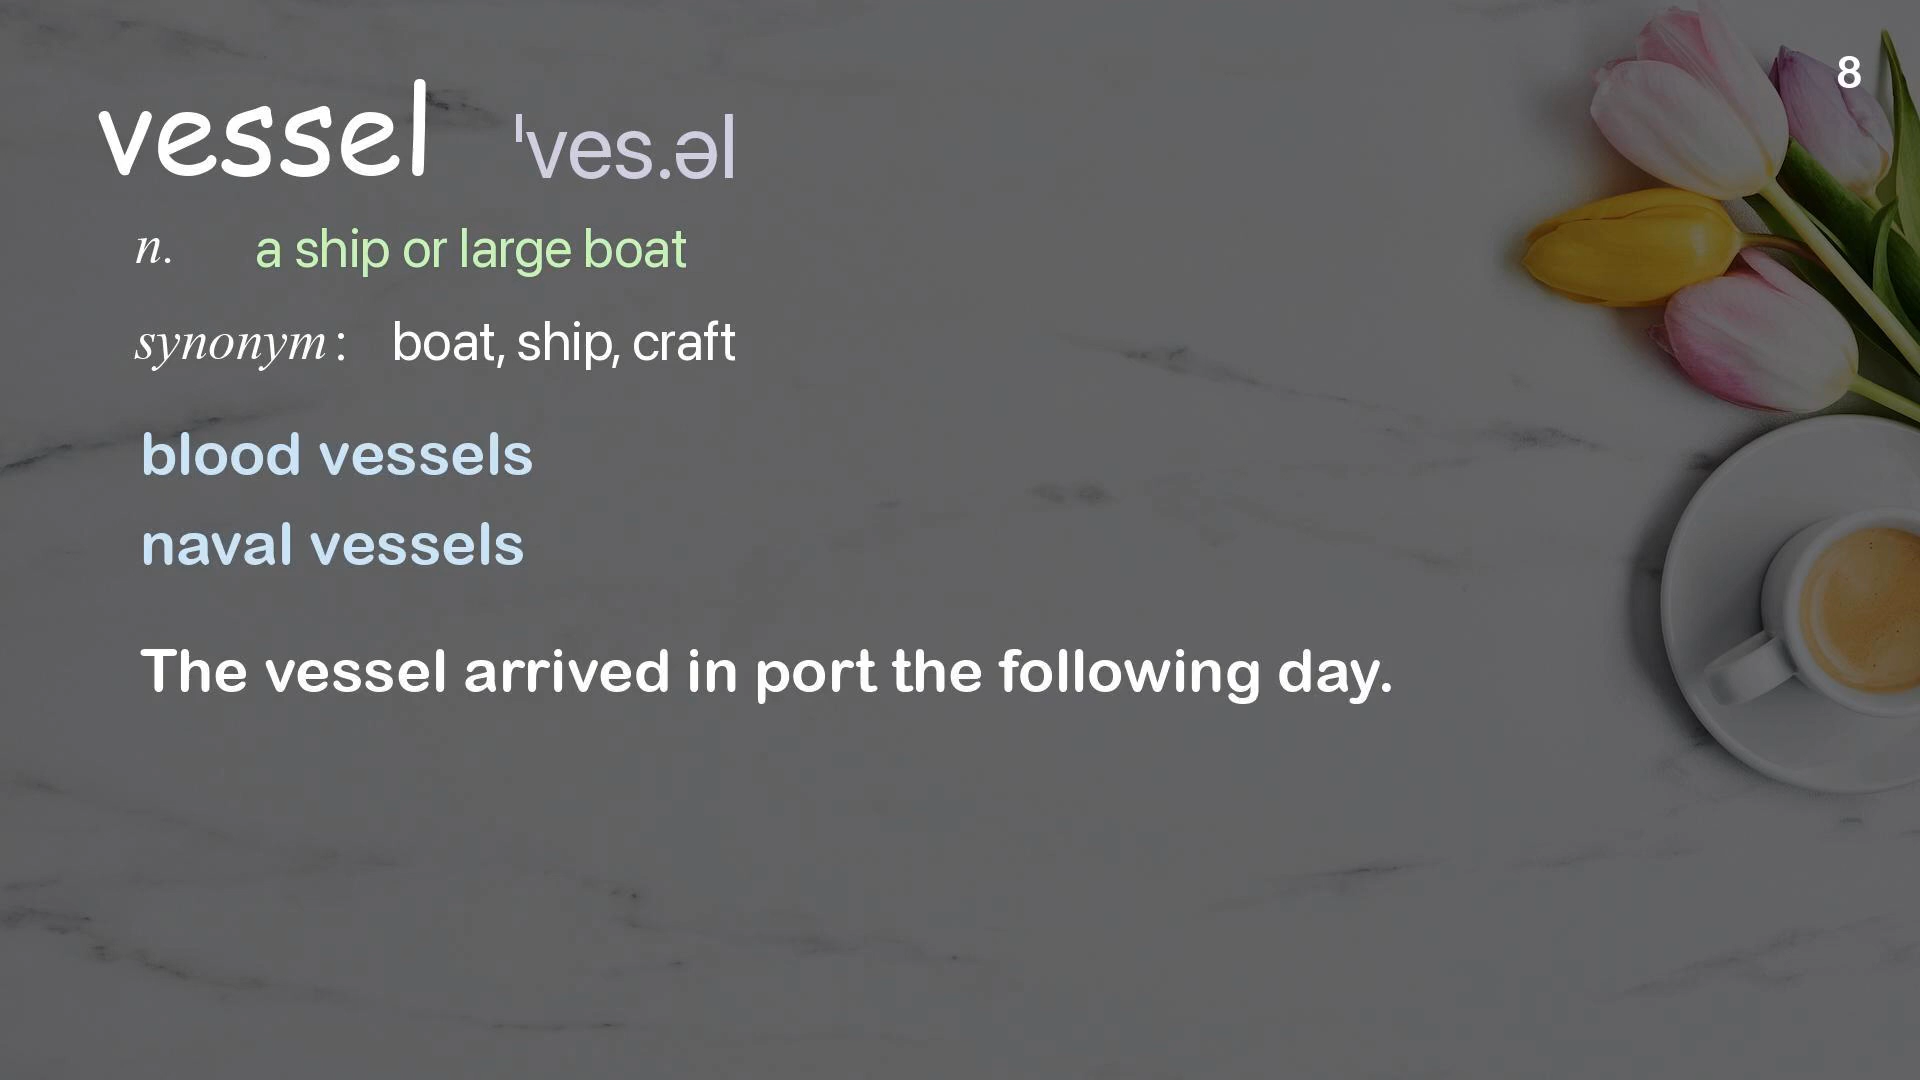 8
vessel ˈves.əl
n. a ship or large boat
synonym : boat, ship, craft
blood vessels
naval vessels
The vessel arrived in port the following day.